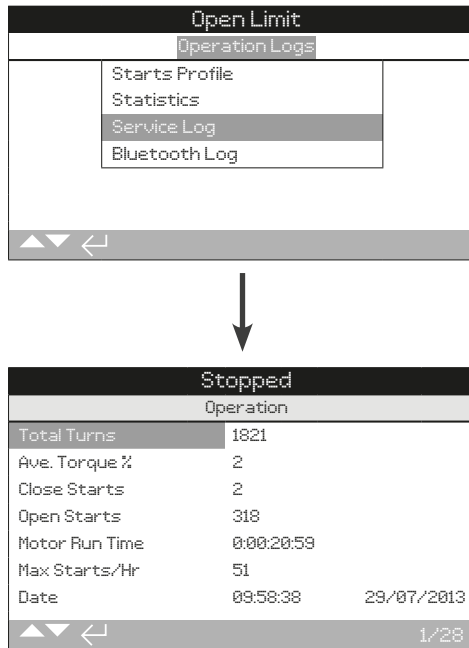 Open Limit
Operation Logs
Starts Profile
Statistics
Service Log
Bluetooth Log
Stopped
Operation
Total Turns 1821
Ave. Torque % 2
Close Starts 2
Open Starts 318
Motor Run Time 0:00:20:59
Max Starts/Hr 51
Date 09:58:38 29/07/2013
1/28